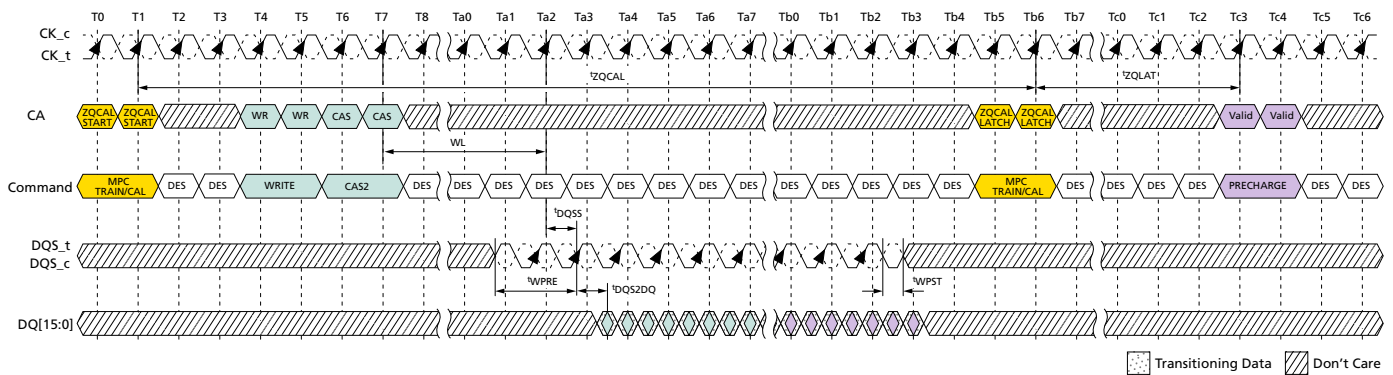 T0 T1 T2 T3 T4 T5 T6 T7 T8 Ta0 Ta1 Ta2 Ta3 Ta4 Ta5 Ta6 Ta7 Tb0 Tb1 Tb2 Tb3 Tb4 Tb5 Tb6 Tb7 Tc0 Tc1 Tc2 Tc3 Tc4 Tc5 Tc6
CK_c
CK_t
tZQCAL tZQLAT
CA ZQCAL START ZQCAL START WR WR CAS CAS ZQCAL LATCH ZQCAL LATCH Valid Valid
WL
Command MPC TRAIN/CAL DES DES WRITE CAS2 DES DES DES DES DES DES DES DES DES DES DES DES DES DES MPC TRAIN/CAL DES DES DES DES PRECHARGE DES DES
tDQSS
DQS_t
DQS_c
tWPRE tDQS2DQ tWPST
DQ[15:0]
Transitioning Data Don't Care